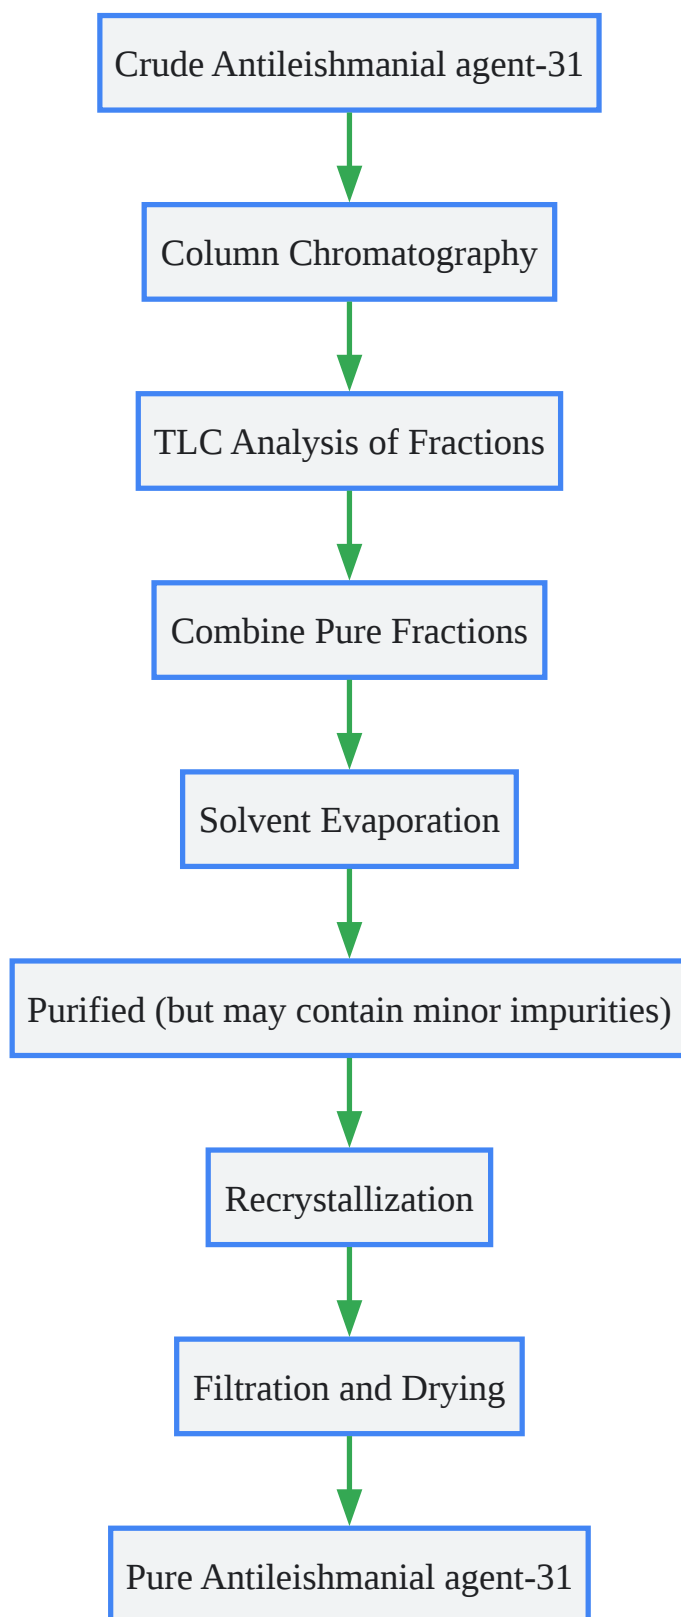 Crude Antileishmanial agent-31
Column Chromatography
TLC Analysis of Fractions
Combine Pure Fractions
Solvent Evaporation
Purified (but may contain minor impurities)
Recrystallization
Filtration and Drying
Pure Antileishmanial agent-31